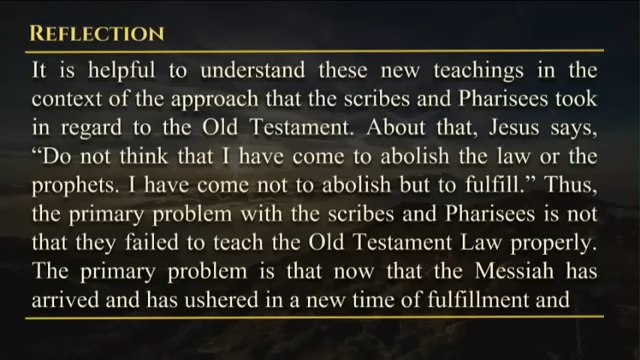 REFLECTION
It is helpful to understand these new teachings in the
context of the approach that the scribes and Pharisees took
in regard to the Old Testament. About that, Jesus says,
“Do not think that I have come to abolish the law or the
prophets. I have come not to abolish but to fulfill.” Thus,
the primary problem with the scribes and Pharisees is not
that they failed to teach the Old Testament Law properly.
The primary problem is that now that the Messiah has
arrived and has ushered in a new time of fulfillment and